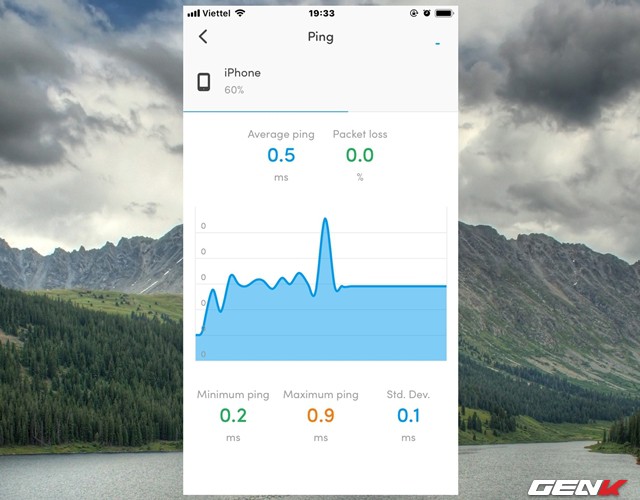 Viettel 19:33
Ping
iPhone
60%
Average ping Packet loss
0.5 0.0
ms %
0
0
0
0
0
0
Minimum ping Maximum ping Std. Dev.
0.2 0.9 0.1
ms ms ms
GENK